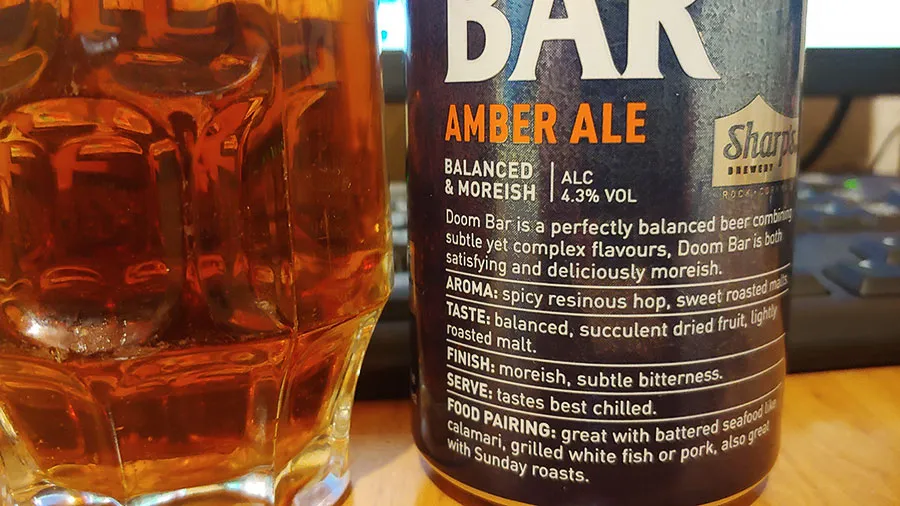 BAR
AMBER ALE
Sharp's
BREWERY
BALANCED
& MOREISH
ALC
4.3% VOL
Doom Bar is a perfectly balanced beer combining
subtle yet complex flavours, Doom Bar is both
satisfying and deliciously moreish.
AROMA: spicy resinous hop, sweet roasted malts.
TASTE: balanced, succulent dried fruit, lightly
roasted malt.
FINISH: moreish, subtle bitterness.
SERVE: tastes best chilled.
FOOD PAIRING: great with battered seafood like
calamari, grilled white fish or pork, also great
with Sunday roasts.